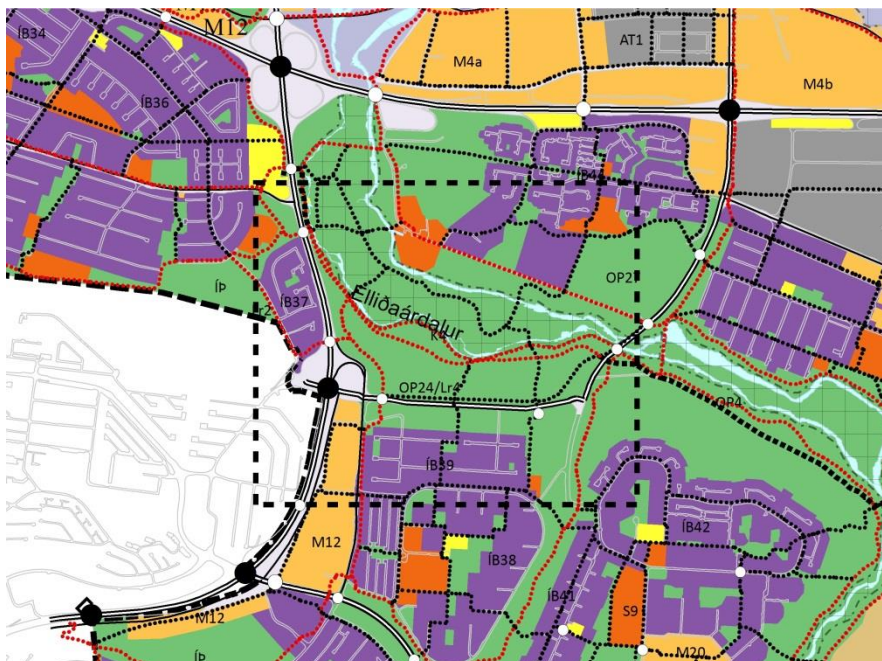 M12
ÍB34
AT1
M4a
M4b
ÍB36
OP2
ÍÞ
ÍB37
Elliðaárdalur
OP24/Lr4
OP4
ÍB39
ÍB42
M12
ÍB38
ÍB41
S9
M12
M20
ÍÞ